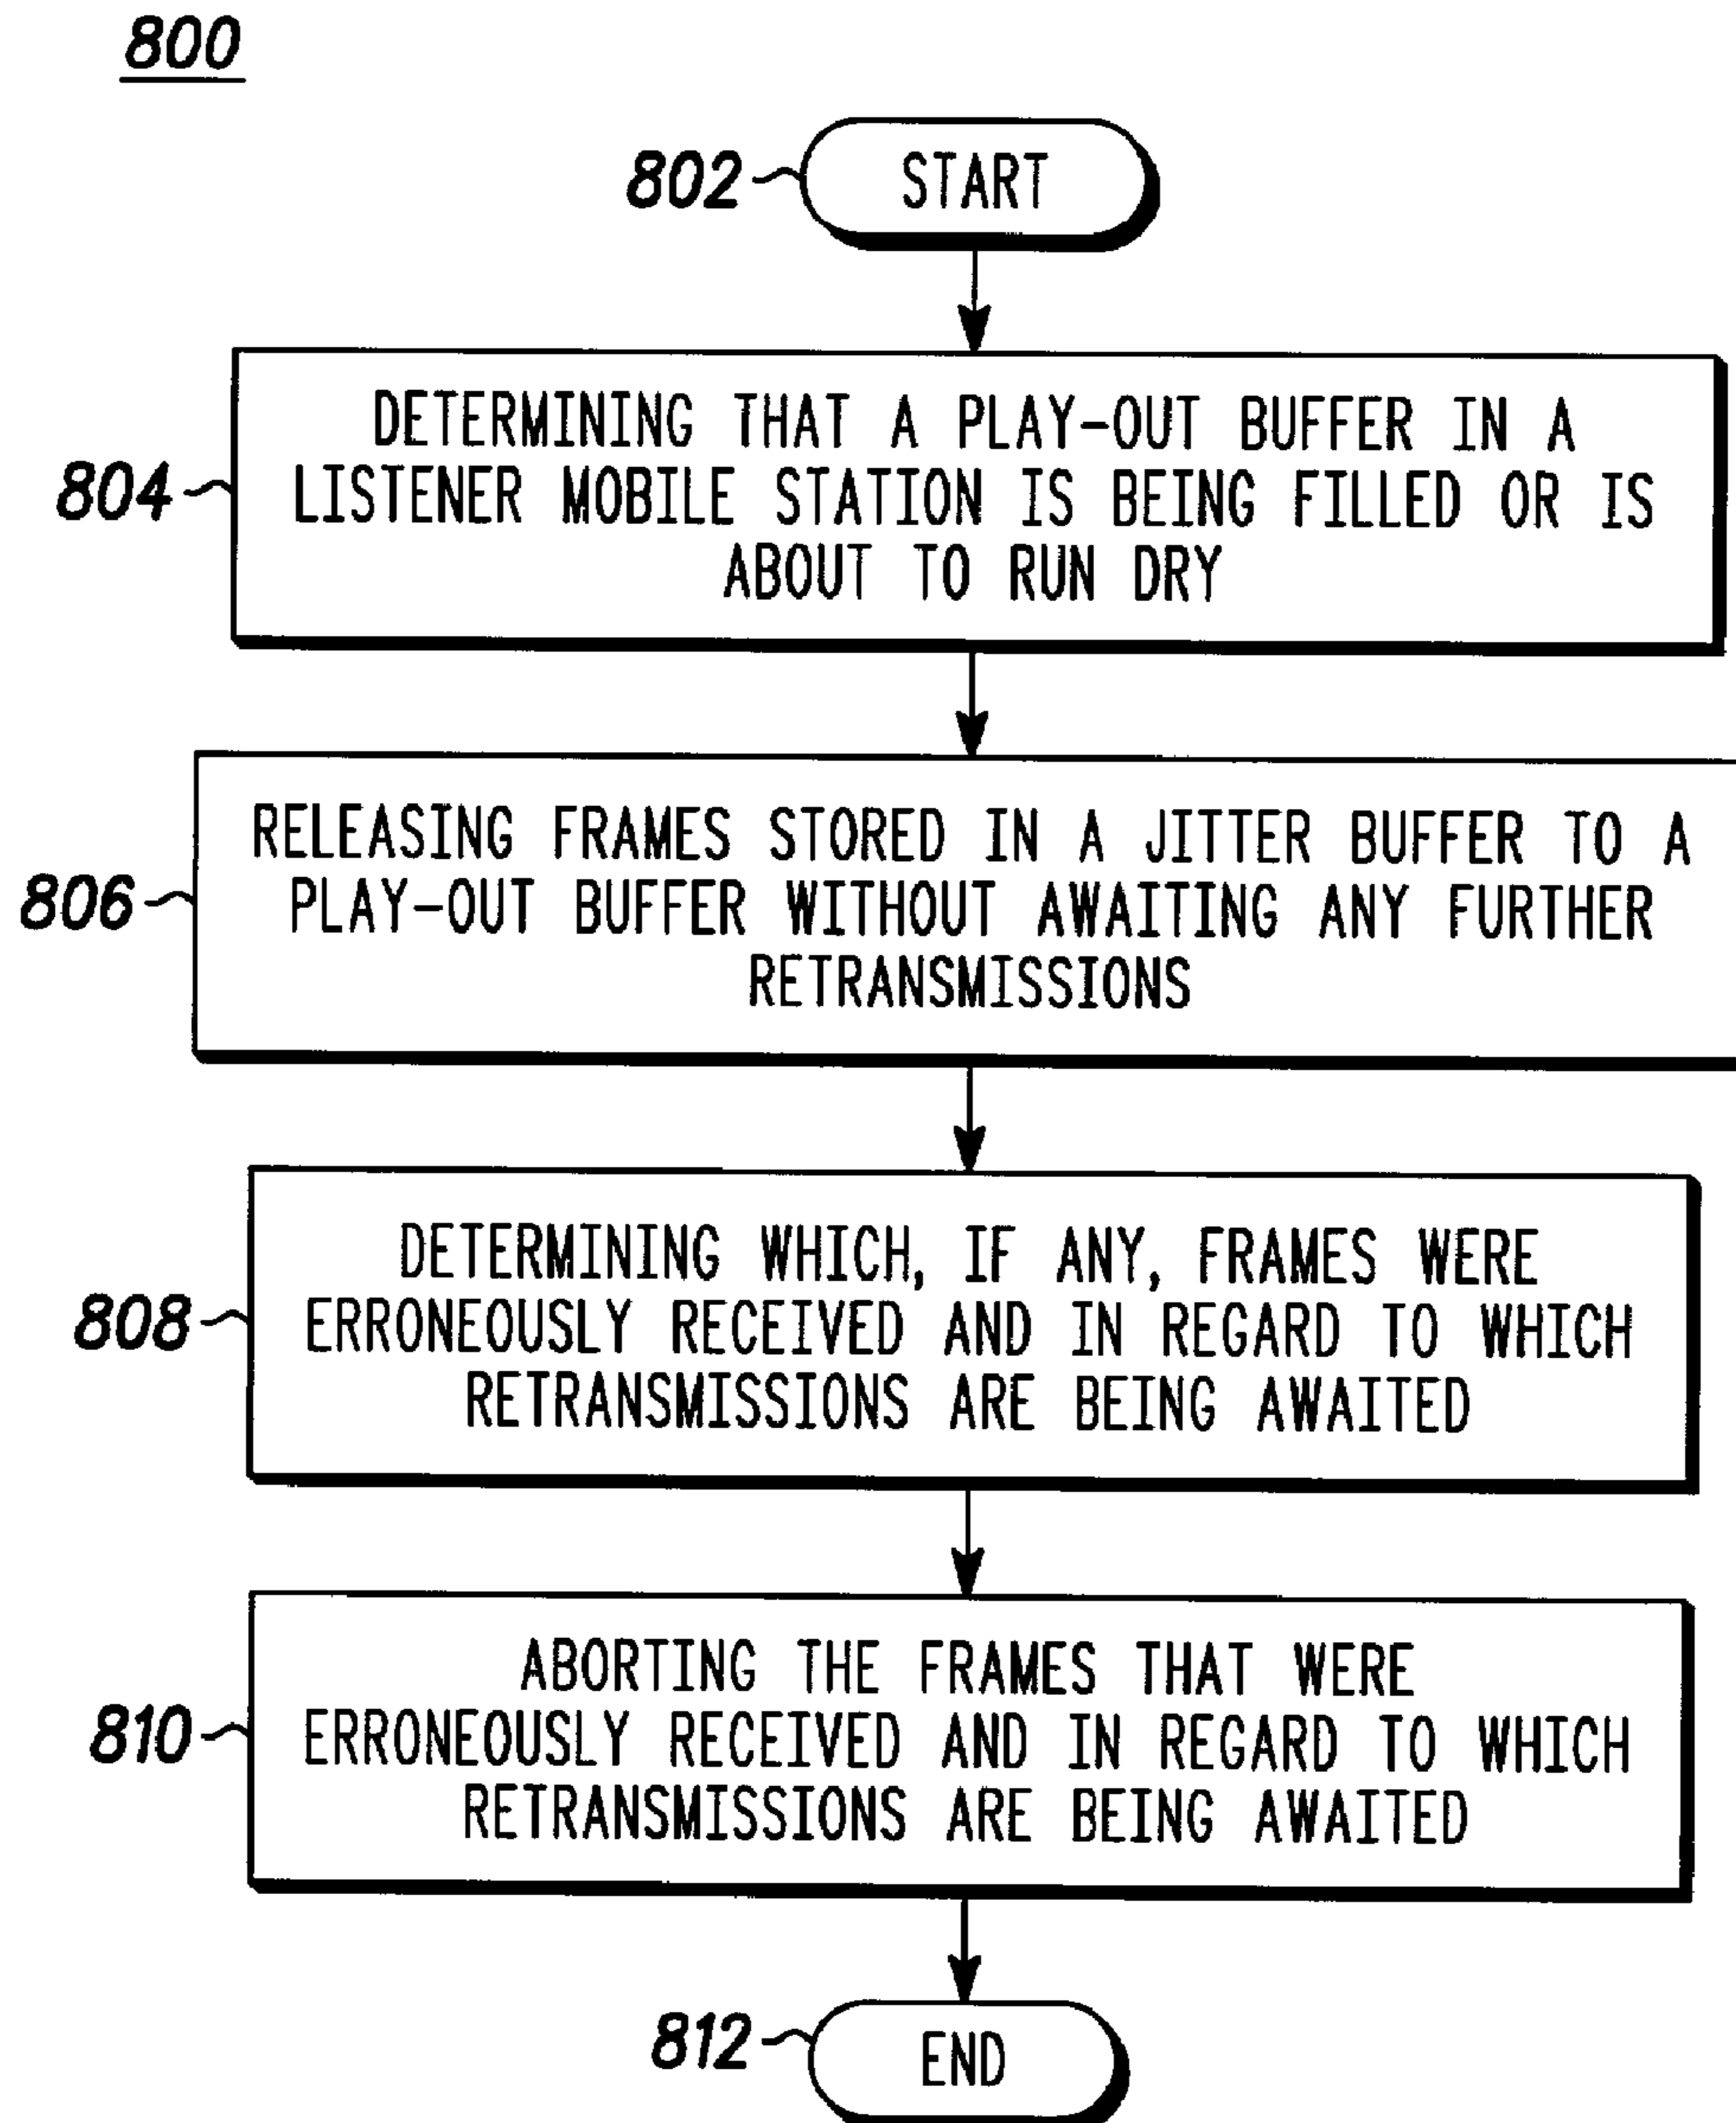 800
802
START
804
DETERMINING THAT A PLAY-OUT BUFFER IN A
LISTENER MOBILE STATION IS BEING FILLED OR IS
ABOUT TO RUN DRY
806
RELEASING FRAMES STORED IN A JITTER BUFFER TO A
PLAY-OUT BUFFER WITHOUT AWAITING ANY FURTHER
RETRANSMISSIONS
808
DETERMINING WHICH, IF ANY, FRAMES WERE
ERRONEOUSLY RECEIVED AND IN REGARD TO WHICH
RETRANSMISSIONS ARE BEING AWAITED
810
ABORTING THE FRAMES THAT WERE
ERRONEOUSLY RECEIVED AND IN REGARD TO WHICH
RETRANSMISSIONS ARE BEING AWAITED
812
END